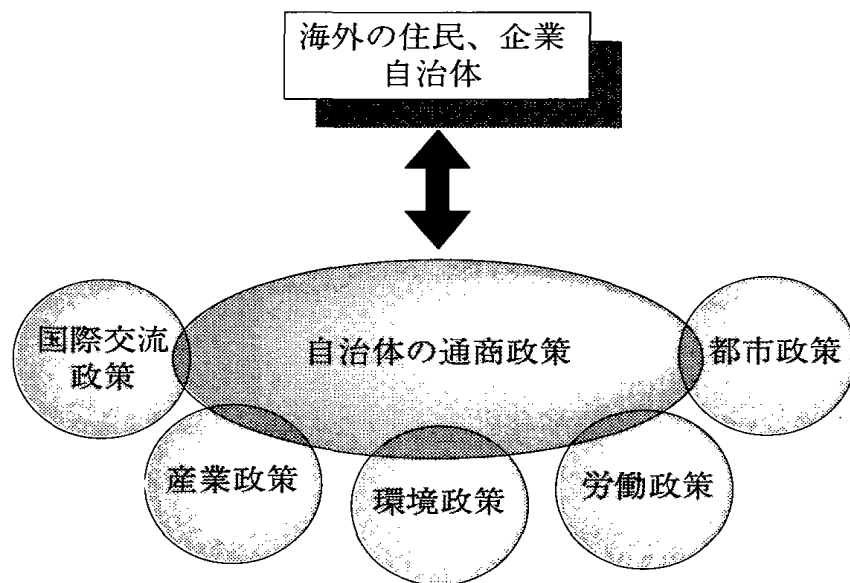 海外の住民、企業
自治体
国際交流
政策
自治体の通商政策
都市政策
産業政策
環境政策
労働政策